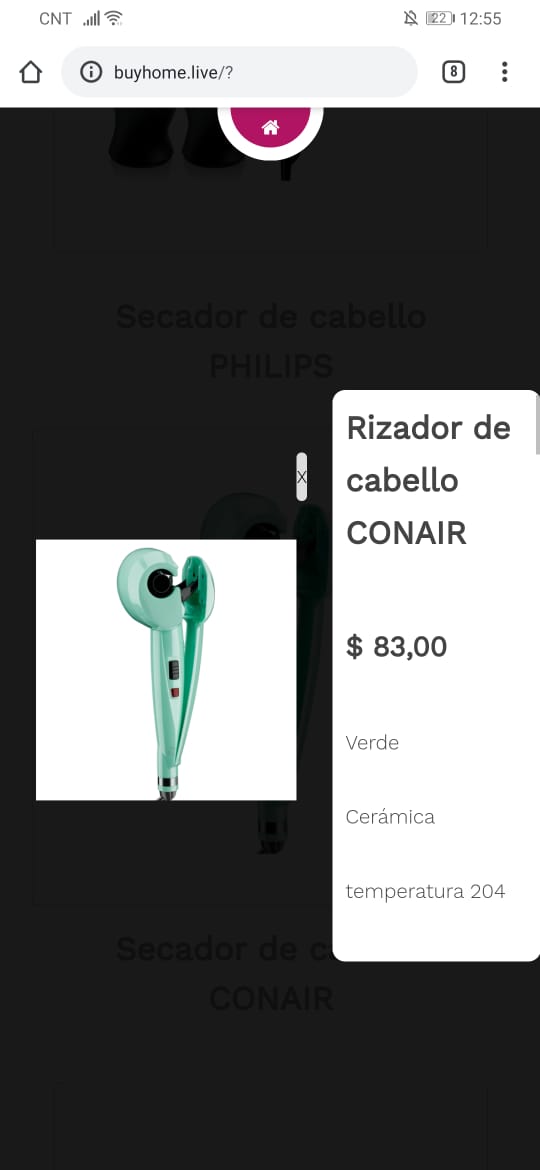 CNT 22 12:55
buyhome.live/? 8
Secador de cabello
PHILIPS
Rizador de
cabello
CONAIR
X
$ 83,00
Verde
Cerámica
temperatura 204
Secador de ca
CONAIR